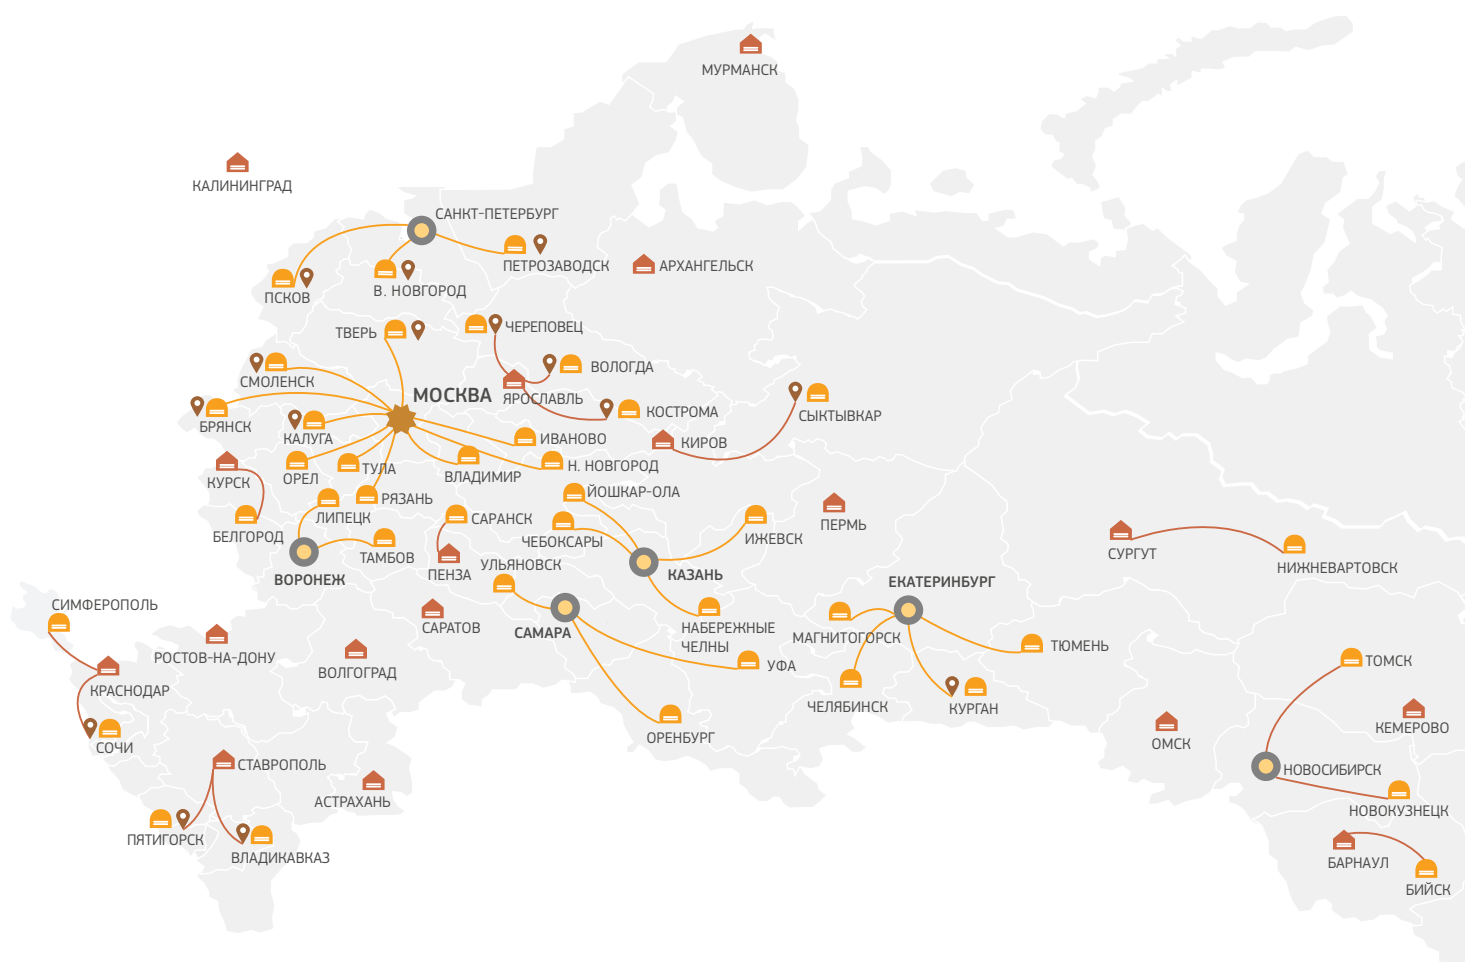 МУРМАНСК
КАЛИНИНГРАД
САНКТ-ПЕТЕРБУРГ
ПЕТРОЗАВОДСК
АРХАНГЕЛЬСК
ПСКОВ
В. НОВГОРОД
ТВЕРЬ
ЧЕРЕПОВЕЦ
ВОЛОГДА
СМОЛЕНСК
МОСКВА
ЯРОСЛАВЛЬ
КОСТРОМА
СЫКТЫВКАР
БРЯНСК
КАЛУГА
ИВАНОВО
КИРОВ
ОРЕЛ
ТУЛА
ВЛАДИМИР
Н. НОВГОРОД
КУРСК
РЯЗАНЬ
ЙОШКАР-ОЛА
ЛИПЕЦК
САРАНСК
ПЕРМЬ
БЕЛГОРОД
ЧЕБОКСАРЫ
ИЖЕВСК
ТАМБОВ
СУРГУТ
НИЖНЕВАРТОВСК
ВОРОНЕЖ
ПЕНЗА
УЛЬЯНОВСК
КАЗАНЬ
ЕКАТЕРИНБУРГ
СИМФЕРОПОЛЬ
САРАТОВ
САМАРА
НАБЕРЕЖНЫЕ
ЧЕЛНЫ
МАГНИТОГОРСК
ТЮМЕНЬ
РОСТОВ-НА-ДОНУ
ВОЛГОГРАД
УФА
ТОМСК
КРАСНОДАР
ЧЕЛЯБИНСК
КУРГАН
СОЧИ
ОРЕНБУРГ
ОМСК
КЕМЕРОВО
СТАВРОПОЛЬ
НОВОСИБИРСК
АСТРАХАНЬ
НОВОКУЗНЕЦК
ПЯТИГОРСК
ВЛАДИКАВКАЗ
БАРНАУЛ
БИЙСК